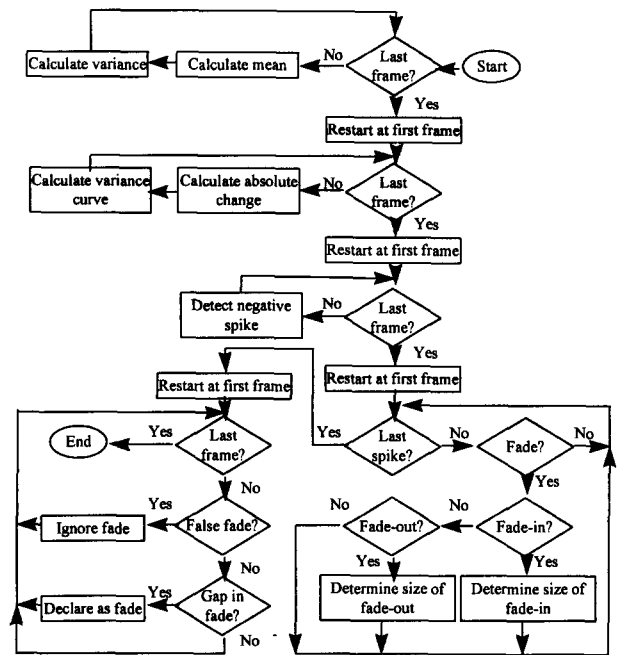 Last
frame?
Start
No
Calculate mean
Calculate variance
Yes
Restart at first frame
Last
frame?
No
Calculate absolute
change
Calculate variance
curve
Yes
Restart at first frame
Last
frame?
No
Detect negative
spike
Yes
Restart at first frame
Restart at first frame
Last
spike?
Yes
No
Fade?
No
Yes
Fade-in?
No
Fade-out?
No
Yes
Yes
Determine size of
fade-out
Determine size of
fade-in
Last
frame?
Yes
End
No
False fade?
Yes
Ignore fade
No
Gap in
fade?
Yes
Declare as fade
No